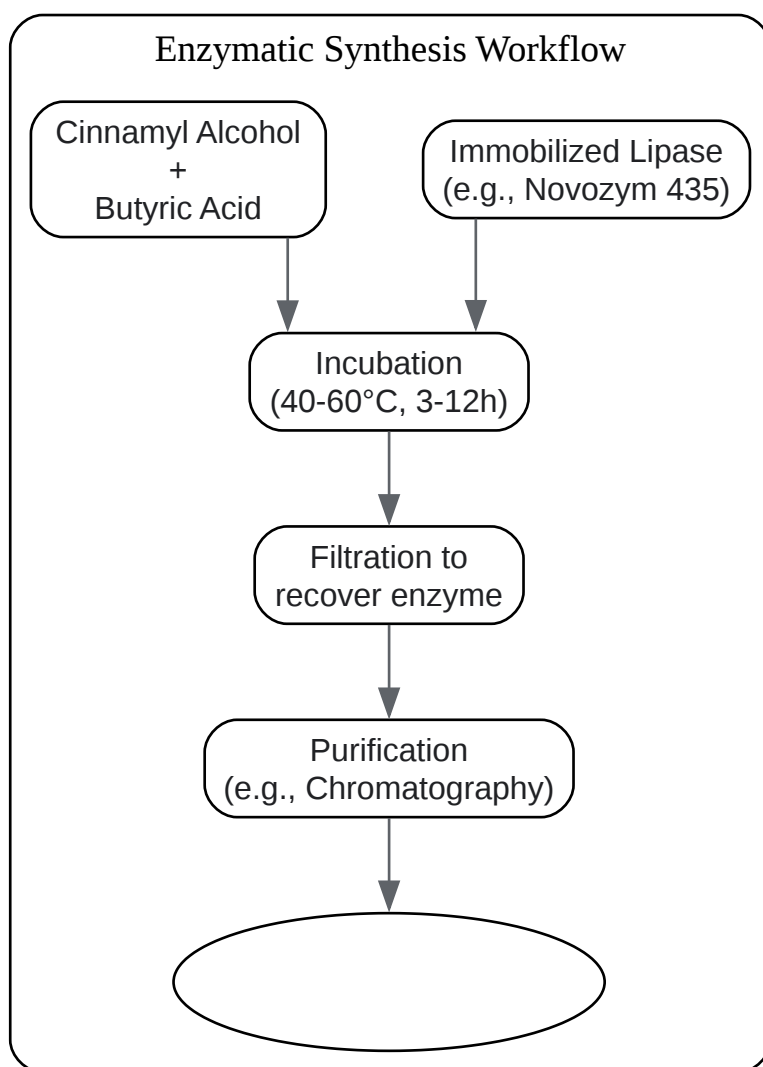 Enzymatic Synthesis Workflow
Cinnamyl Alcohol
+
Butyric Acid
Immobilized Lipase
(e.g., Novozym 435)
Incubation
(40-60°C, 3-12h)
Filtration to
recover enzyme
Purification
(e.g., Chromatography)